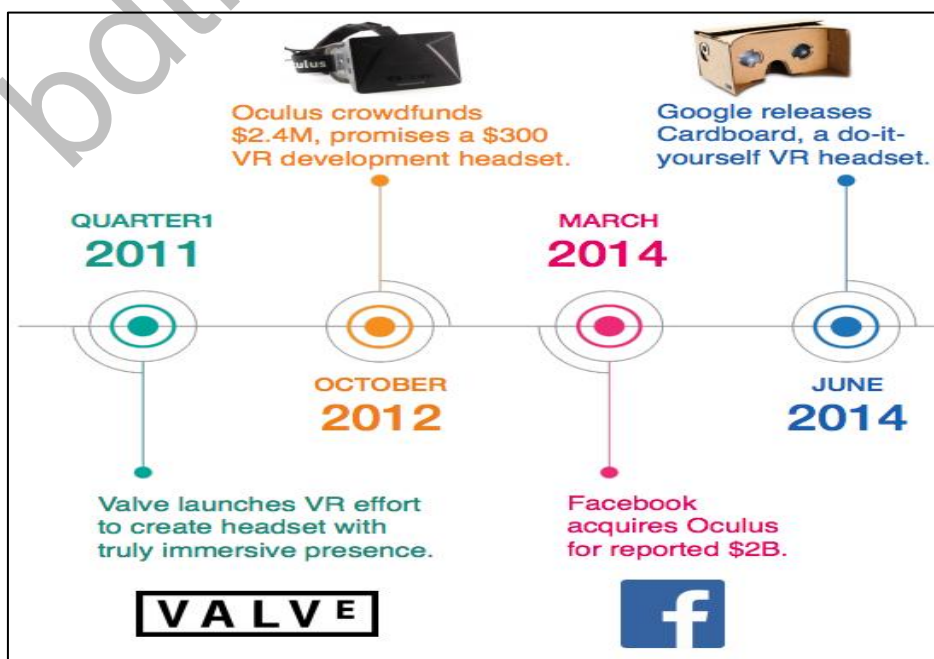 bdn
culus
Oculus crowdfunds
$2.4M, promises a $300
VR development headset.
Google releases
Cardboard, a do-it-
yourself VR headset.
QUARTER1
2011
MARCH
2014
OCTOBER
2012
JUNE
2014
Valve launches VR effort
to create headset with
truly immersive presence.
Facebook
acquires Oculus
for reported $2B.
VALVE
f